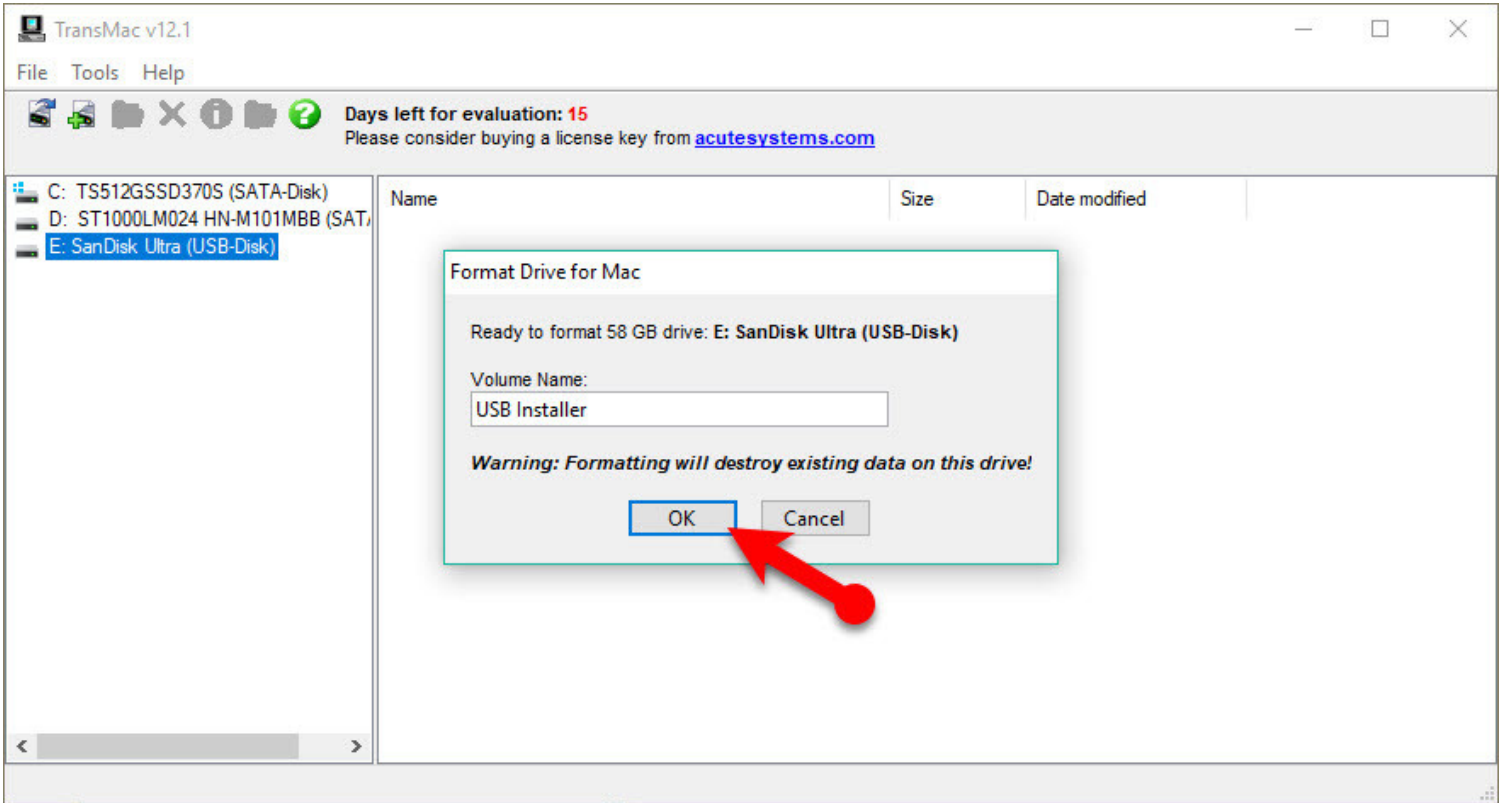 TransMac v12.1
File Tools Help
Days left for evaluation: 15
Please consider buying a license key from acutesystems.com
C: TS512GSSD370S (SATA-Disk)
D: ST1000LM024 HN-M101MBB (SATA
E: SanDisk Ultra (USB-Disk)
Name Size Date modified
Format Drive for Mac
Ready to format 58 GB drive: E: SanDisk Ultra (USB-Disk)
Volume Name:
USB Installer
Warning: Formatting will destroy existing data on this drive!
OK Cancel